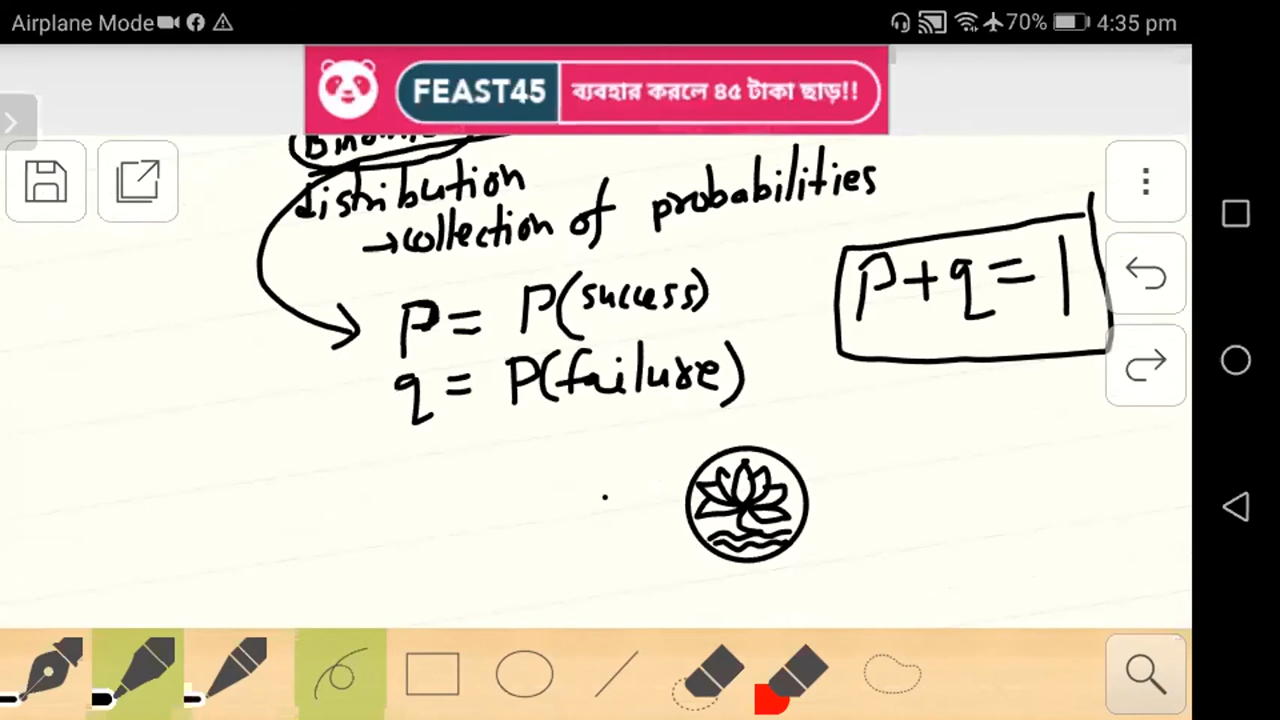 Airplane Mode 70% 4:35 pm
FEAST45 ব্যবহার করলে ৪৫ টাকা ছাড়!!
distribution
→ collection of probabilities
p = P(success)
q = P(failure)
p + q = 1